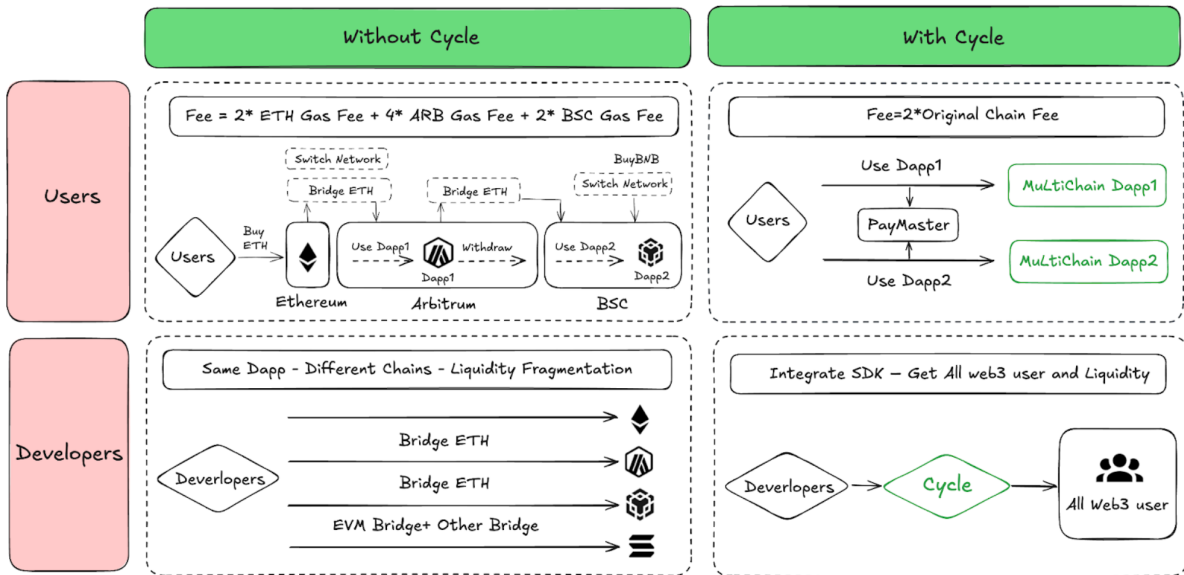 Without Cycle
With Cycle
Users
Fee = 2* ETH Gas Fee + 4* ARB Gas Fee + 2* BSC Gas Fee
Switch Network
Bridge ETH
Bridge ETH
BuyBNB
Switch Network
Users
Buy
ETH
Use Dapp1
Withdraw
Dapp1
Use Dapp2
Dapp2
Ethereum
Arbitrum
BSC
Fee=2*Original Chain Fee
Use Dapp1
Users
PayMaster
MuLtiChain Dapp1
MuLtiChain Dapp2
Use Dapp2
Developers
Same Dapp - Different Chains - Liquidity Fragmentation
Developers
Bridge ETH
Bridge ETH
EVM Bridge+ Other Bridge
Integrate SDK — Get All web3 user and Liquidity
Deverlopers
Cycle
All Web3 user